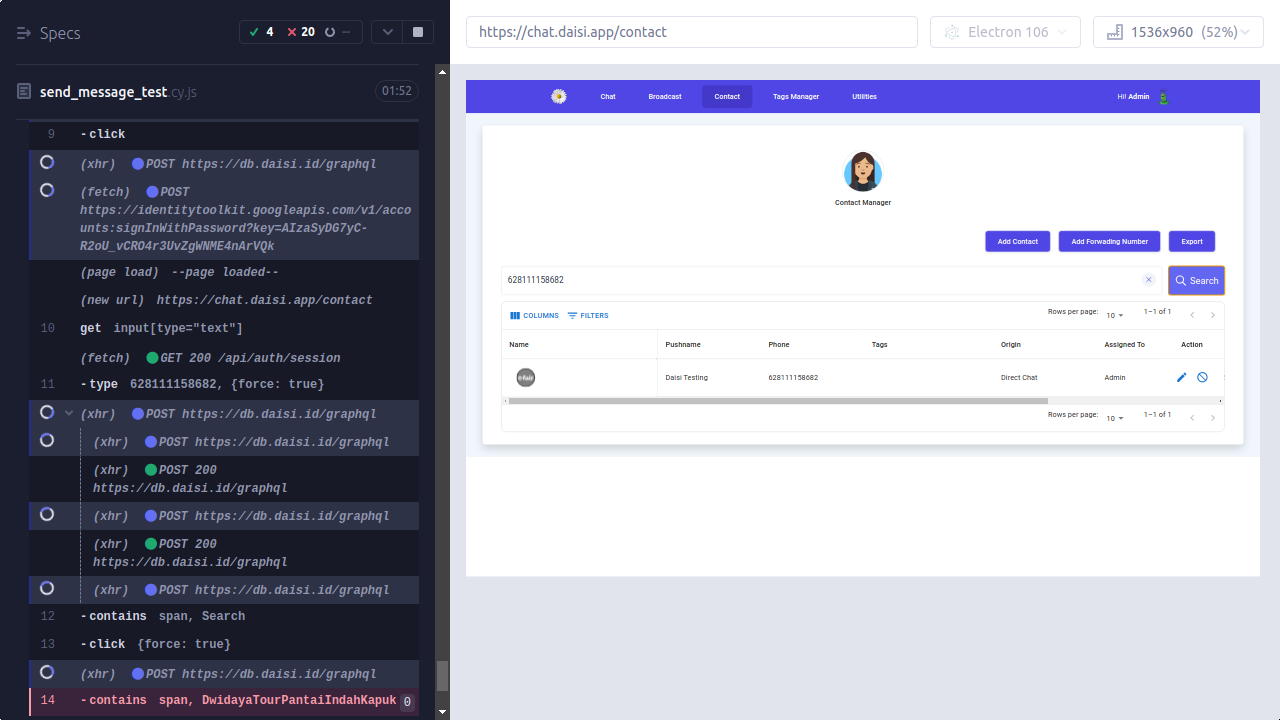 Specs
4
20
--
send_message_test.cy.js
01:52
9 -click
(xhr) POST https://db.daisi.id/graphql
(fetch) POST
https://identitytoolkit.googleapis.com/v1/acco
unts:signInWithPassword?key=AIzaSyDG7yC-
R2oU_vCRO4r3UvZgWNME4nArVQk
(page load) --page loaded--
(new url) https://chat.daisi.app/contact
10 get input[type="text"]
(fetch) GET 200 /api/auth/session
11 -type 628111158682, {force: true}
(xhr) POST https://db.daisi.id/graphql
(xhr) POST https://db.daisi.id/graphql
(xhr) POST 200
https://db.daisi.id/graphql
(xhr) POST https://db.daisi.id/graphql
(xhr) POST 200
https://db.daisi.id/graphql
(xhr) POST https://db.daisi.id/graphql
12 -contains span, Search
13 -click {force: true}
(xhr) POST https://db.daisi.id/graphql
14 -contains span, DwidayaTourPantaiIndahKapuk 0
https://chat.daisi.app/contact
Electron 106
1536x960 (52%)
Chat
Broadcast
Contact
Tags Manager
Utilities
Hi! Admin
Contact Manager
Add Contact
Add Forwading Number
Export
628111158682
Search
COLUMNS
FILTERS
Rows per page: 10 1–1 of 1
Name Pushname Phone Tags Origin Assigned To Action
Daisi Testing 628111158682 Direct Chat Admin
Rows per page: 10 1–1 of 1